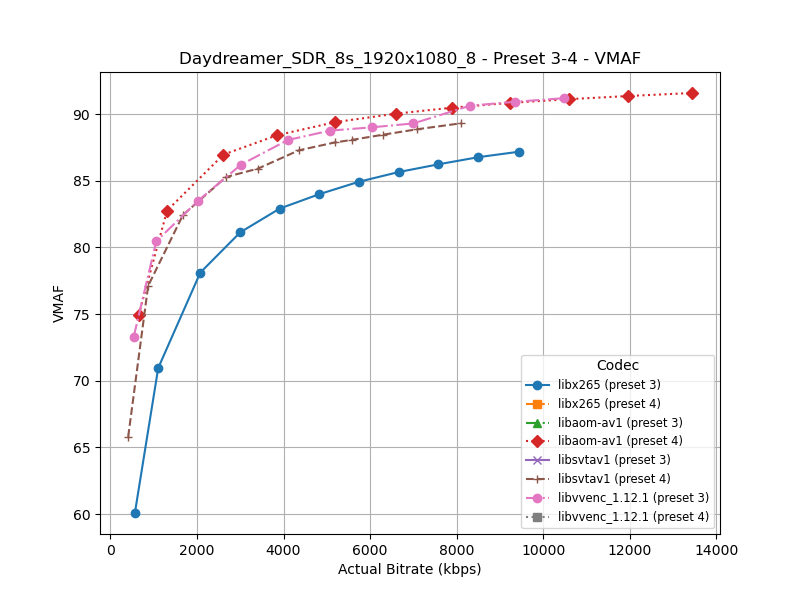 Daydreamer_SDR_8s_1920x1080_8 - Preset 3-4 - VMAF
VMAF
90
85
80
75
70
65
60
0 2000 4000 6000 8000 10000 12000 14000
Actual Bitrate (kbps)
Codec
libx265 (preset 3)
libx265 (preset 4)
libaom-av1 (preset 3)
libaom-av1 (preset 4)
libsvtav1 (preset 3)
libsvtav1 (preset 4)
libvvenc_1.12.1 (preset 3)
libvvenc_1.12.1 (preset 4)